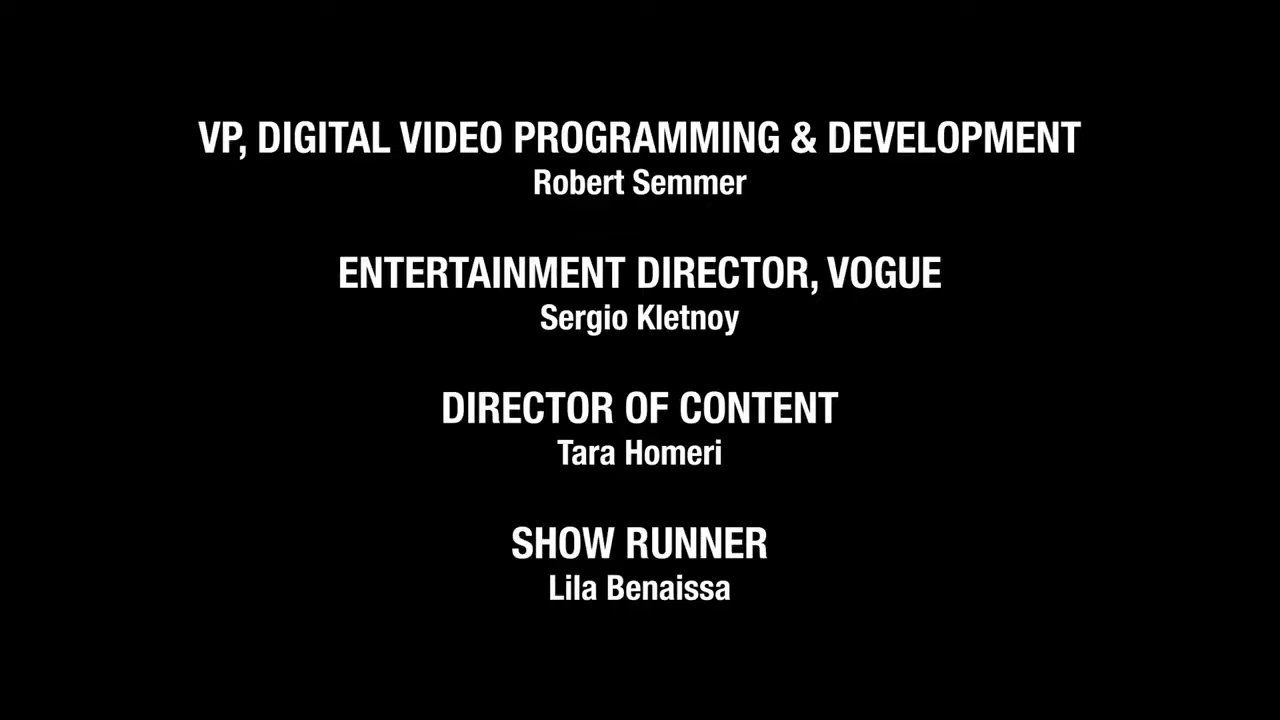 VP, DIGITAL VIDEO PROGRAMMING & DEVELOPMENT
Robert Semmer
ENTERTAINMENT DIRECTOR, VOGUE
Sergio Kletnoy
DIRECTOR OF CONTENT
Tara Homeri
SHOW RUNNER
Lila Benaissa